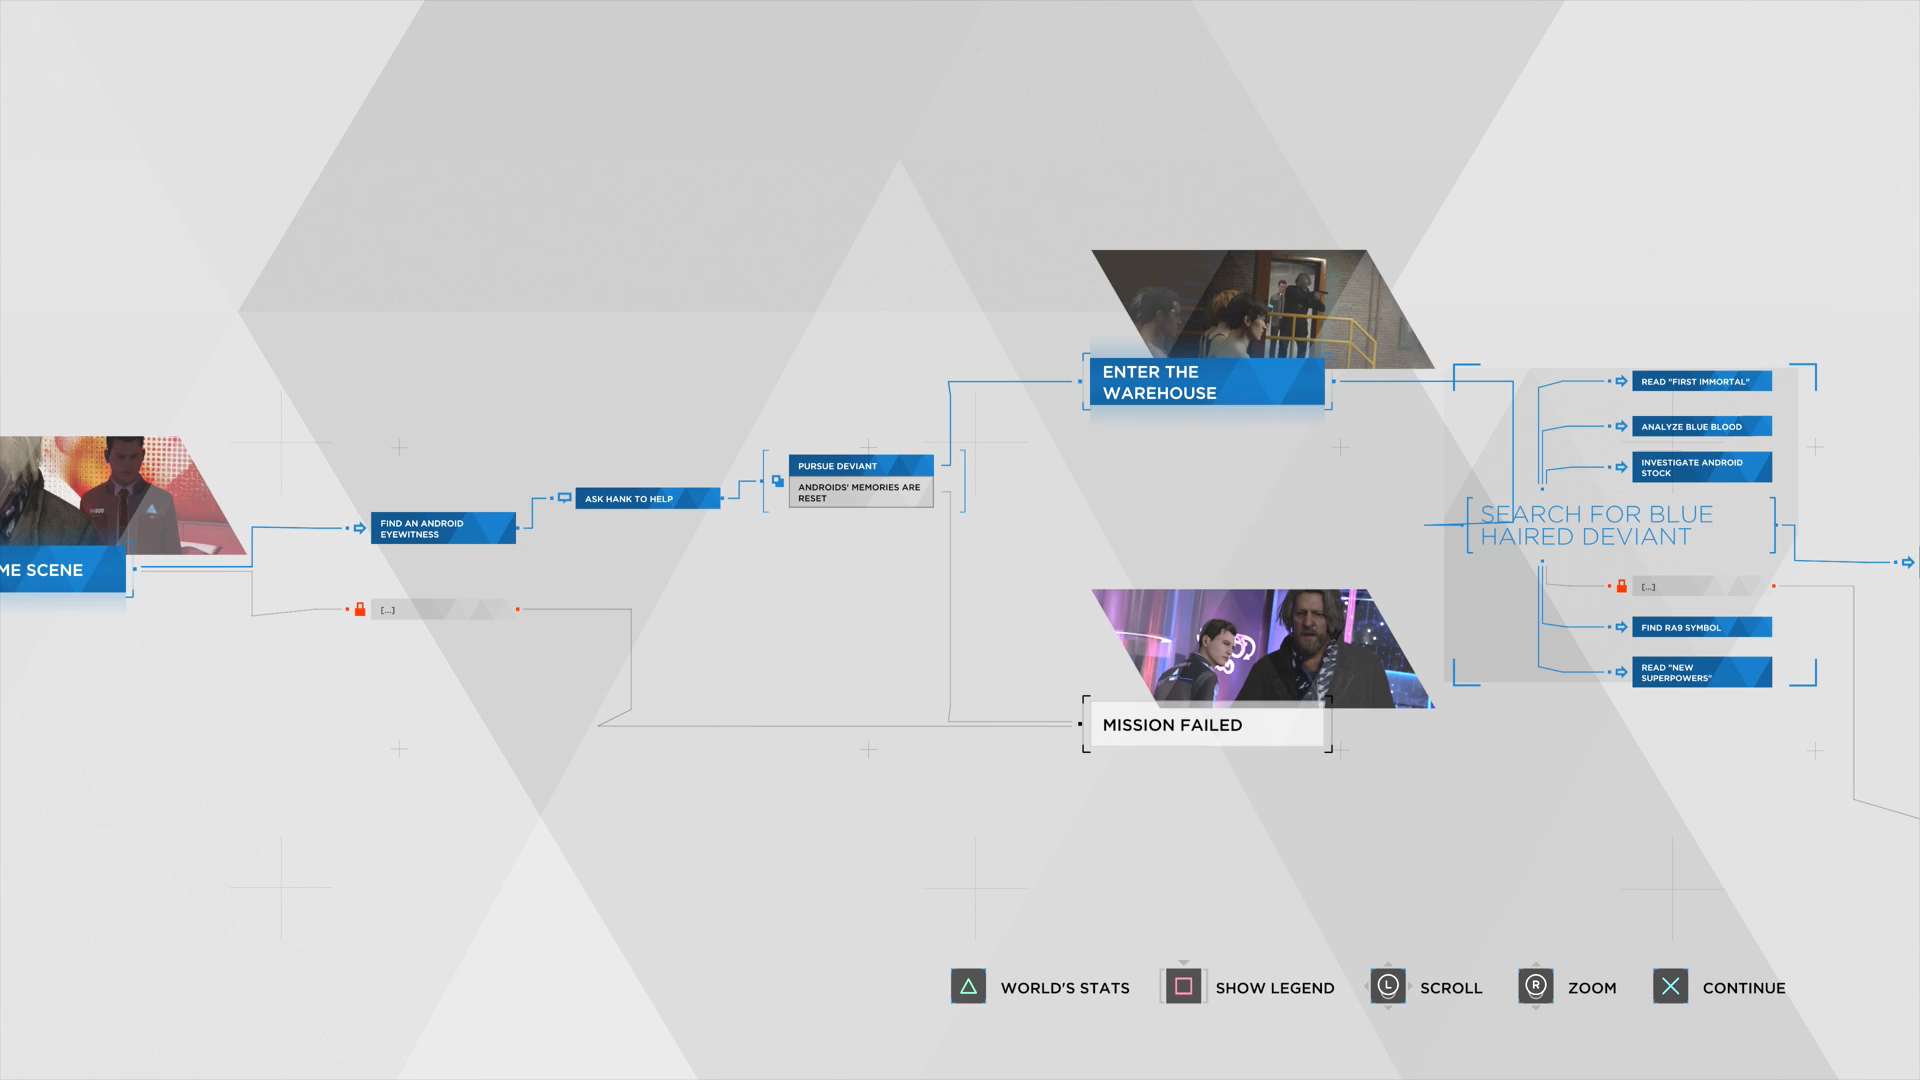 ME SCENE
FIND AN ANDROID
EYEWITNESS
[...]
ASK HANK TO HELP
PURSUE DEVIANT
ANDROIDS' MEMORIES ARE
RESET
ENTER THE
WAREHOUSE
MISSION FAILED
READ "FIRST IMMORTAL"
ANALYZE BLUE BLOOD
INVESTIGATE ANDROID
STOCK
SEARCH FOR BLUE
HAIRED DEVIANT
[...]
FIND RA9 SYMBOL
READ "NEW
SUPERPOWERS"
WORLD'S STATS
SHOW LEGEND
L SCROLL
R ZOOM
CONTINUE